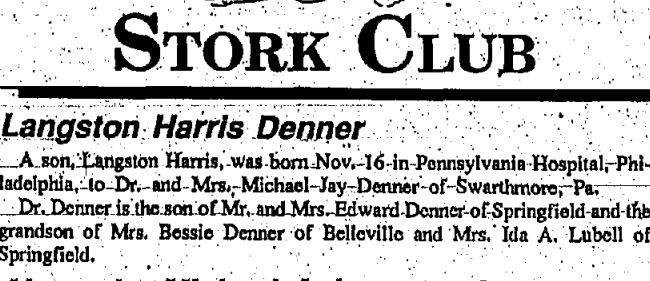 STORK CLUB
Langston Harris Denner
A son, Langston Harris, was born Nov. 16 in Pennsylvania Hospital, Phi-
ladelphia, to Dr. and Mrs. Michael Jay Denner of Swarthmore, Pa.
Dr. Denner is the son of Mr. and Mrs. Edward Denner of Springfield and the
grandson of Mrs. Bessie Denner of Belleville and Mrs. Ida A. Lubell of
Springfield.